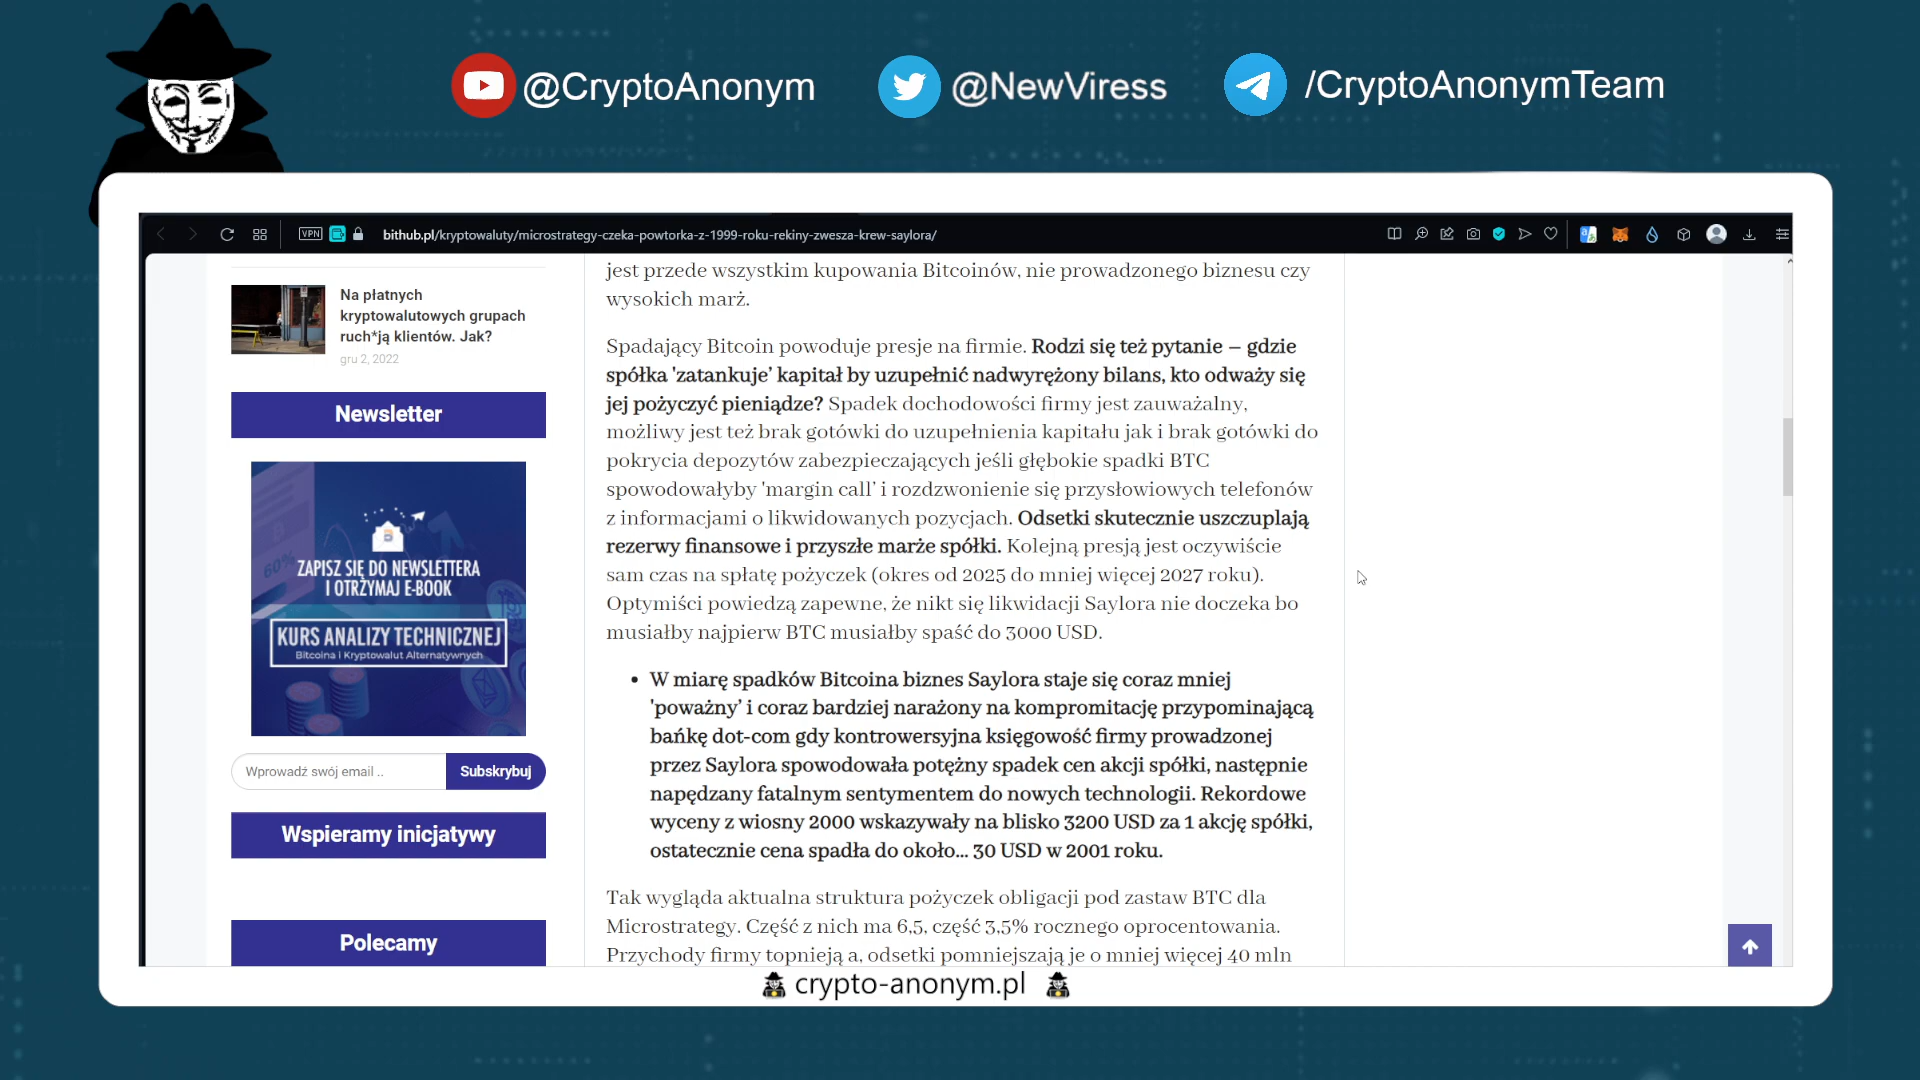 @CryptoAnonym
@NewViress
/CryptoAnonymTeam
VPN
bithub.pl/kryptowaluty/microstrategy-czeka-powtorka-z-1999-roku-rekiny-zwesza-krew-saylora/
Na płatnych
kryptowalutowych grupach
ruch*ją klientów. Jak?
gru 2, 2022
Newsletter
ZAPISZ SIĘ DO NEWSLETTERA
I OTRZYMAJ E-BOOK
KURS ANALIZY TECHNICZNEJ
Bitcoina i Kryptowalut Alternatywnych
Wprowadź swój email ..
Subskrybuj
Wspieramy inicjatywy
Polecamy
jest przede wszystkim kupowania Bitcoinów, nie prowadzonego biznesu czy
wysokich marż.
Spadający Bitcoin powoduje presje na firmie. Rodzi się też pytanie – gdzie
spółka 'zatankuje' kapitał by uzupełnić nadwyrężony bilans, kto odważy się
jej pożyczyć pieniądze? Spadek dochodowości firmy jest zauważalny,
możliwy jest też brak gotówki do uzupełnienia kapitału jak i brak gotówki do
pokrycia depozytów zabezpieczających jeśli głębokie spadki BTC
spowodowałyby 'margin call' i rozdzwonienie się przysłowiowych telefonów
z informacjami o likwidowanych pozycjach. Odsetki skutecznie uszczuplają
rezerwy finansowe i przyszłe marże spółki. Kolejną presją jest oczywiście
sam czas na spłatę pożyczek (okres od 2025 do mniej więcej 2027 roku).
Optymiści powiedzą zapewne, że nikt się likwidacji Saylora nie doczeka bo
musiałby najpierw BTC musiałby spaść do 3000 USD.
• W miarę spadków Bitcoina biznes Saylora staje się coraz mniej
'poważny' i coraz bardziej narażony na kompromitację przypominającą
bańkę dot-com gdy kontrowersyjna księgowość firmy prowadzonej
przez Saylora spowodowała potężny spadek cen akcji spółki, następnie
napędzany fatalnym sentymentem do nowych technologii. Rekordowe
wyceny z wiosny 2000 wskazywały na blisko 3200 USD za 1 akcję spółki,
ostatecznie cena spadła do około... 30 USD w 2001 roku.
Tak wygląda aktualna struktura pożyczek obligacji pod zastaw BTC dla
Microstrategy. Część z nich ma 6,5, część 3,5% rocznego oprocentowania.
Przychody firmy topnieją a, odsetki pomniejszają je o mniej więcej 40 mln
crypto-anonym.pl